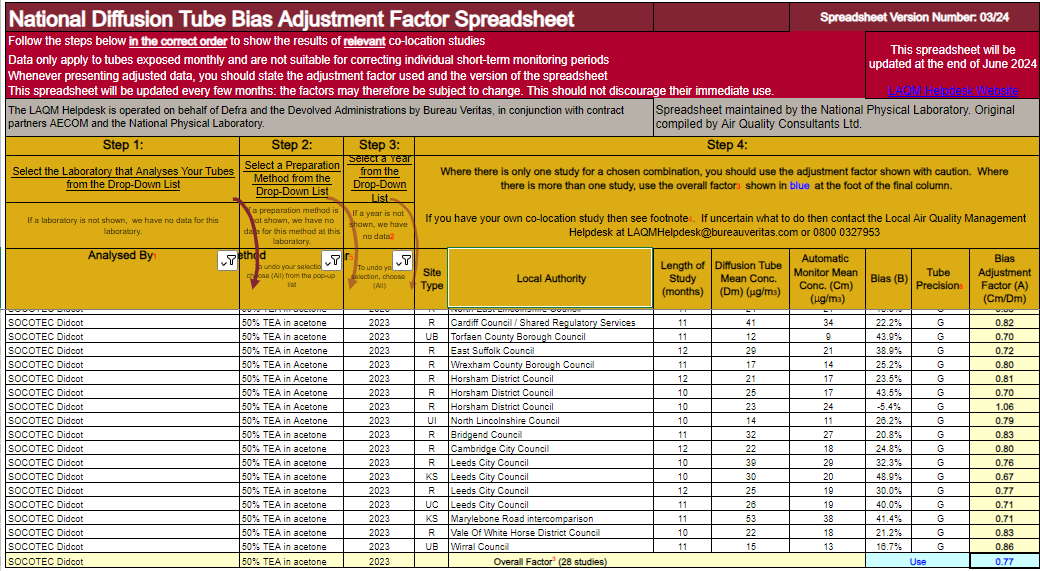 National Diffusion Tube Bias Adjustment Factor Spreadsheet
Spreadsheet Version Number: 03/24
Follow the steps below in the correct order to show the results of relevant co-location studies
Data only apply to tubes exposed monthly and are not suitable for correcting individual short-term monitoring periods
Whenever presenting adjusted data, you should state the adjustment factor used and the version of the spreadsheet
This spreadsheet will be updated every few months: the factors may therefore be subject to change. This should not discourage their immediate use.
This spreadsheet will be
updated at the end of June 2024
LAQM Helpdesk Website
The LAQM Helpdesk is operated on behalf of Defra and the Devolved Administrations by Bureau Veritas, in conjunction with contract
partners AECOM and the National Physical Laboratory.
Spreadsheet maintained by the National Physical Laboratory. Original
compiled by Air Quality Consultants Ltd.
Step 1:
Step 2:
Step 3:
Step 4:
Select the Laboratory that Analyses Your Tubes
from the Drop-Down List
Select a Preparation
Method from the
Drop-Down List
Select a Year
from the
Drop-Down
List
Where there is only one study for a chosen combination, you should use the adjustment factor shown with caution. Where
there is more than one study, use the overall factor3 shown in blue at the foot of the final column.
If a laboratory is not shown, we have no data for this
laboratory.
If a preparation method is
not shown, we have no
data for this method at this
laboratory.
If a year is not
shown, we have
no data2
If you have your own co-location study then see footnote4. If uncertain what to do then contact the Local Air Quality Management
Helpdesk at LAQMHelpdesk@bureauveritas.com or 0800 0327953
Analysed By1
ethod
To undo your selection,
choose (All) from the pop-up
list
r5
To undo your
selection, choose
(All)
Site
Type
Local Authority
Length of
Study
(months)
Diffusion Tube
Mean Conc.
(Dm) (μg/m3)
Automatic
Monitor Mean
Conc. (Cm)
(μg/m3)
Bias (B)
Tube
Precision6
Bias
Adjustment
Factor (A)
(Cm/Dm)
SOCOTEC Didcot 50% TEA in acetone 2023 R Cardiff Council / Shared Regulatory Services 11 41 34 22.2% G 0.82
SOCOTEC Didcot 50% TEA in Acetone 2023 UB Torfaen County Borough Council 11 12 9 43.9% G 0.70
SOCOTEC Didcot 50% TEA in Acetone 2023 R East Suffolk Council 12 29 21 38.9% G 0.72
SOCOTEC Didcot 50% TEA in Acetone 2023 R Wrexham County Borough Council 11 17 14 25.2% G 0.80
SOCOTEC Didcot 50% TEA in Acetone 2023 R Horsham District Council 12 21 17 23.5% G 0.81
SOCOTEC Didcot 50% TEA in Acetone 2023 R Horsham District Council 10 25 17 43.5% G 0.70
SOCOTEC Didcot 50% TEA in Acetone 2023 R Horsham District Council 10 23 24 -5.4% G 1.06
SOCOTEC Didcot 50% TEA in acetone 2023 UI North Lincolnshire Council 10 14 11 26.2% G 0.79
SOCOTEC Didcot 50% TEA in acetone 2023 R Bridgend Council 11 32 27 20.8% G 0.83
SOCOTEC Didcot 50% TEA in acetone 2023 R Cambridge City Council 12 22 18 24.8% G 0.80
SOCOTEC Didcot 50% TEA in acetone 2023 R Leeds City Council 10 39 29 32.3% G 0.76
SOCOTEC Didcot 50% TEA in acetone 2023 KS Leeds City Council 10 30 20 48.9% G 0.67
SOCOTEC Didcot 50% TEA in acetone 2023 R Leeds City Council 12 25 19 30.0% G 0.77
SOCOTEC Didcot 50% TEA in acetone 2023 UC Leeds City Council 11 26 19 40.0% G 0.71
SOCOTEC Didcot 50% TEA in acetone 2023 KS Marylebone Road intercomparison 11 53 38 41.4% G 0.71
SOCOTEC Didcot 50% TEA in acetone 2023 R Vale Of White Horse District Council 10 22 18 21.2% G 0.83
SOCOTEC Didcot 50% TEA in acetone 2023 UB Wirral Council 11 15 13 16.7% G 0.86
SOCOTEC Didcot 50% TEA in acetone 2023 Overall Factor3 (28 studies) Use 0.77